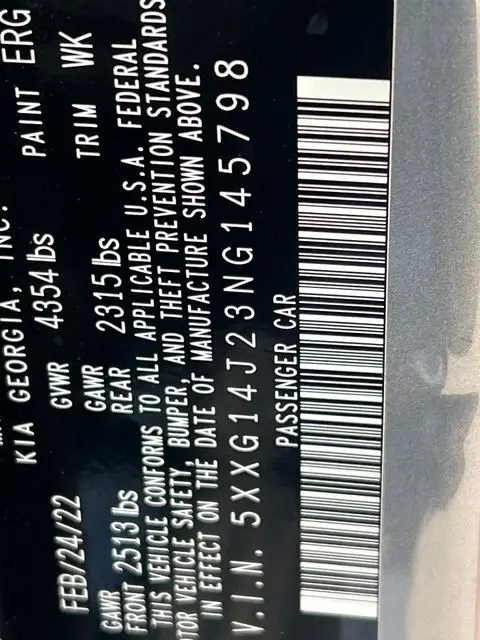 KIA GEORGIA, INC. PAINT ERG
FEB/24/22 GVWR 4354 lbs TRIM WK
GAWR GAWR
FRONT 2513 lbs REAR 2315 lbs
THIS VEHICLE CONFORMS TO ALL APPLICABLE U.S.A. FEDERAL
TOR VEHICLE SAFETY, BUMPER, AND THEFT PREVENTION STANDARDS
IN EFFECT ON THE DATE OF MANUFACTURE SHOWN ABOVE.
V.I.N. 5XXG14J23NG145798
PASSENGER CAR